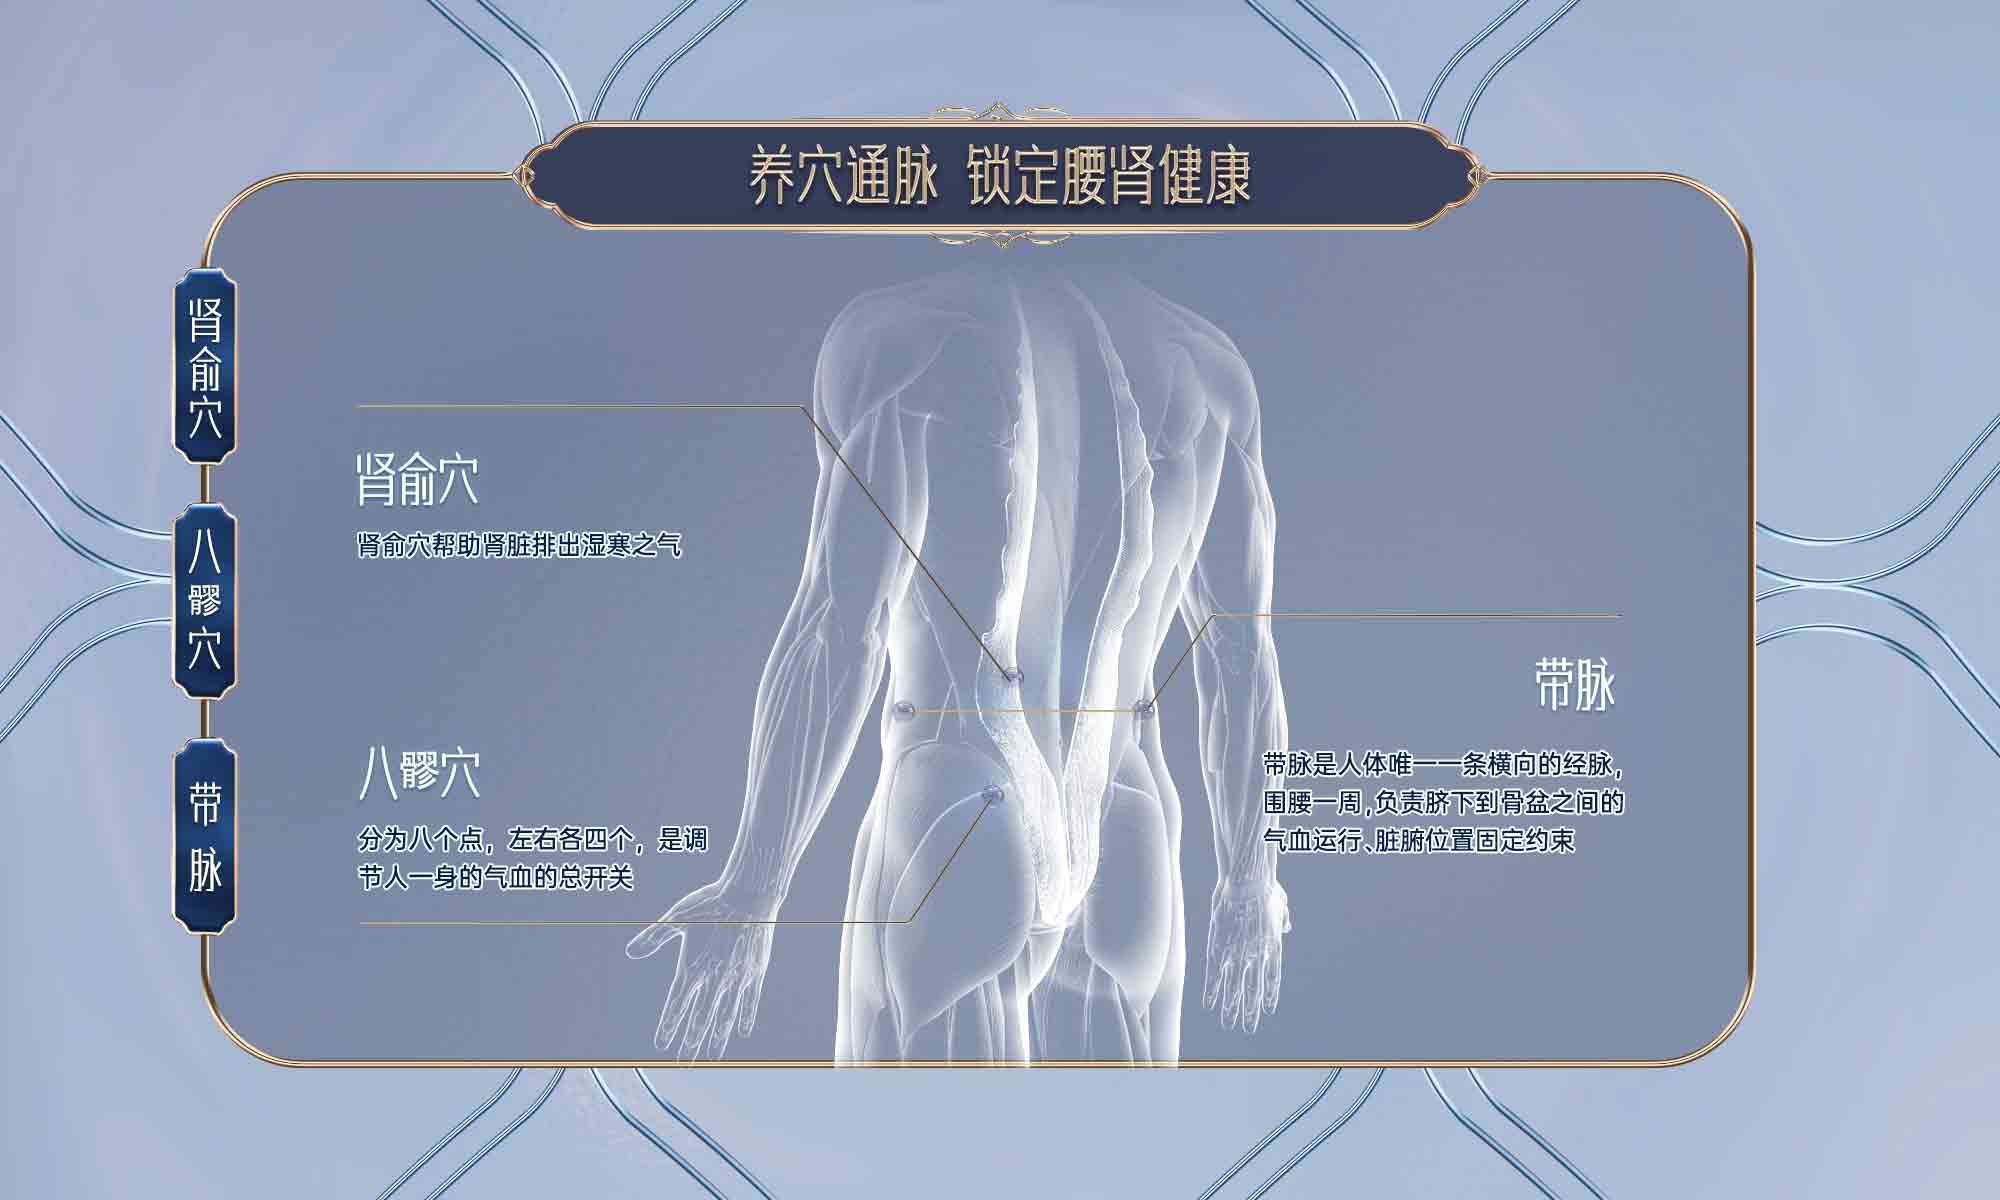 养穴通脉 锁定腰肾健康
肾俞穴
八髎穴
带脉
肾俞穴
肾俞穴帮助肾脏排出湿寒之气
八髎穴
分为八个点，左右各四个，是调
节人一身的气血的总开关
带脉
带脉是人体唯一一条横向的经脉，
围腰一周，负责脐下到骨盆之间的
气血运行、脏腑位置固定约束